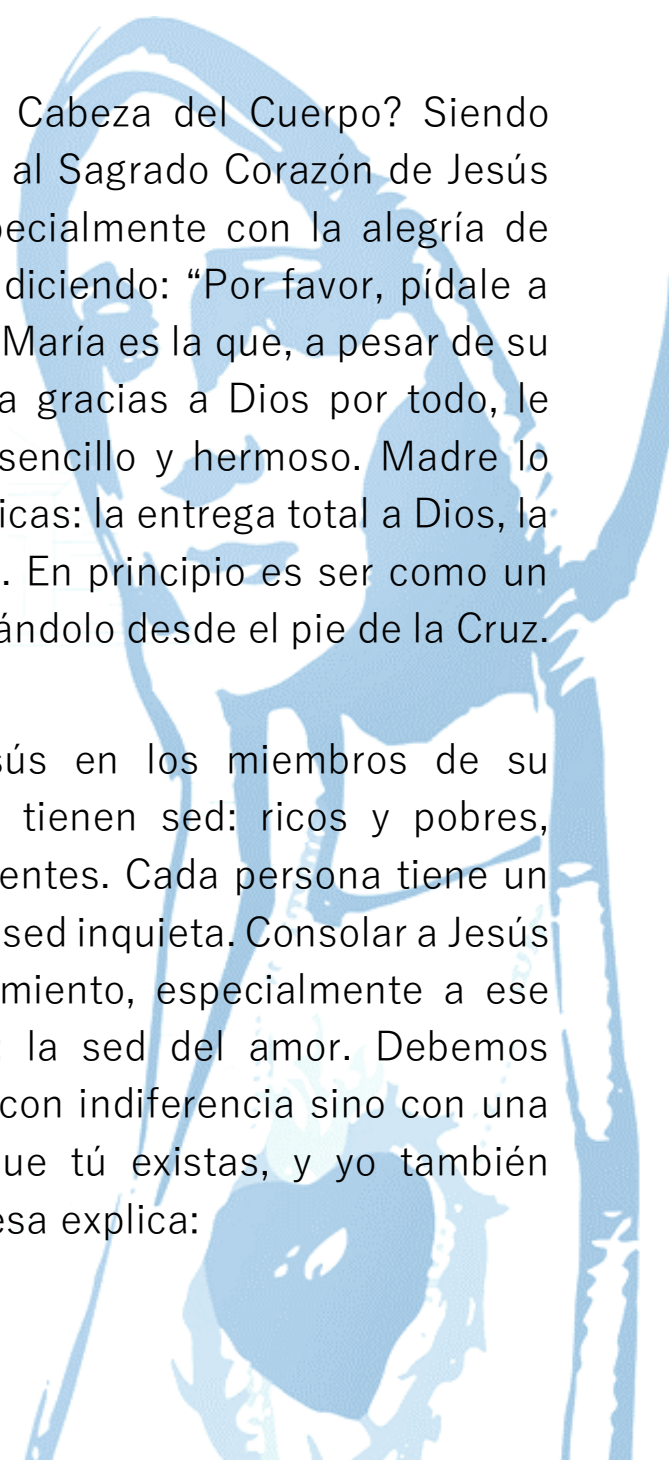 Cabeza del Cuerpo? Siendo
al Sagrado Corazón de Jesús
pecialmente con la alegría de
diciendo: “Por favor, pídale a
María es la que, a pesar de su
a gracias a Dios por todo, le
sencillo y hermoso. Madre lo
icas: la entrega total a Dios, la
. En principio es ser como un
ándolo desde el pie de la Cruz.
sús en los miembros de su
tienen sed: ricos y pobres,
entes. Cada persona tiene un
sed inquieta. Consolar a Jesús
miento, especialmente a ese
: la sed del amor. Debemos
con indiferencia sino con una
ue tú existas, y yo también
esa explica: